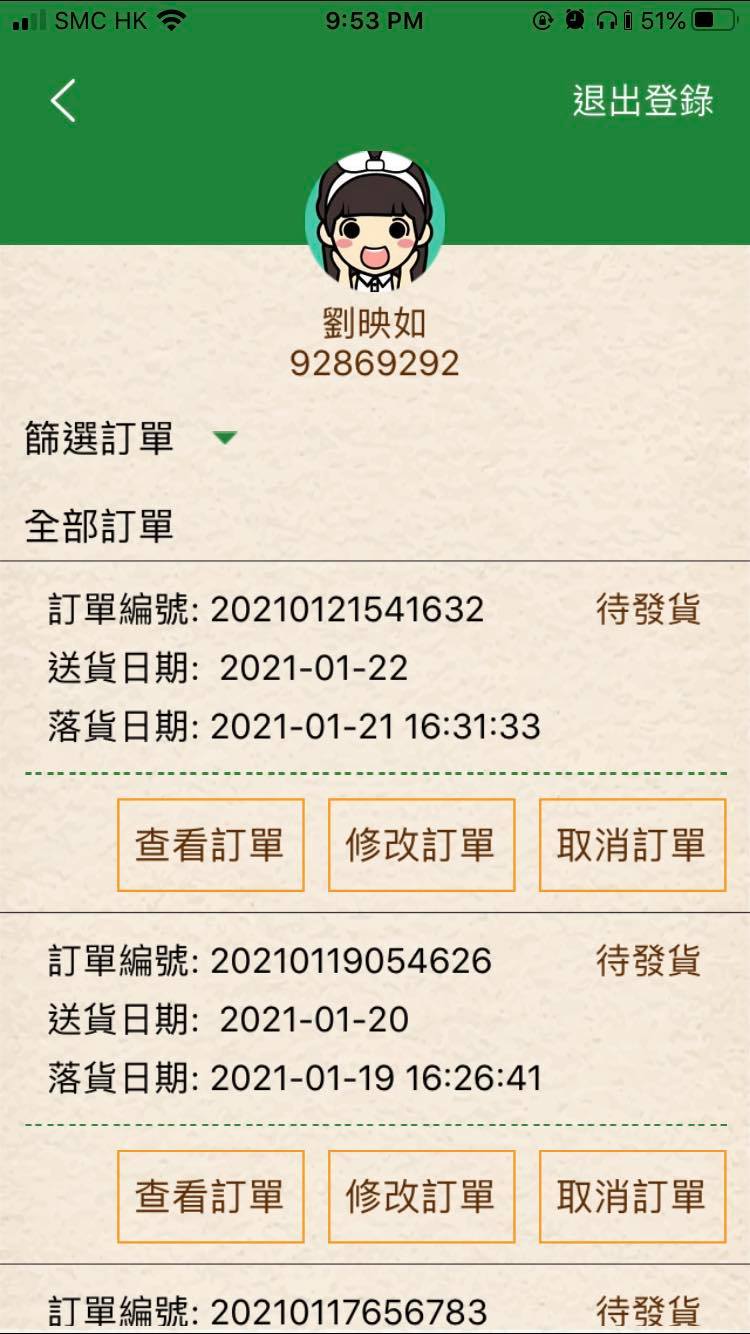 SMC HK 9:53 PM 51%
退出登錄
劉映如
92869292
篩選訂單
全部訂單
訂單編號: 20210121541632 待發貨
送貨日期: 2021-01-22
落貨日期: 2021-01-21 16:31:33
查看訂單 修改訂單 取消訂單
訂單編號: 20210119054626 待發貨
送貨日期: 2021-01-20
落貨日期: 2021-01-19 16:26:41
查看訂單 修改訂單 取消訂單
訂單編號: 20210117656783 待發貨